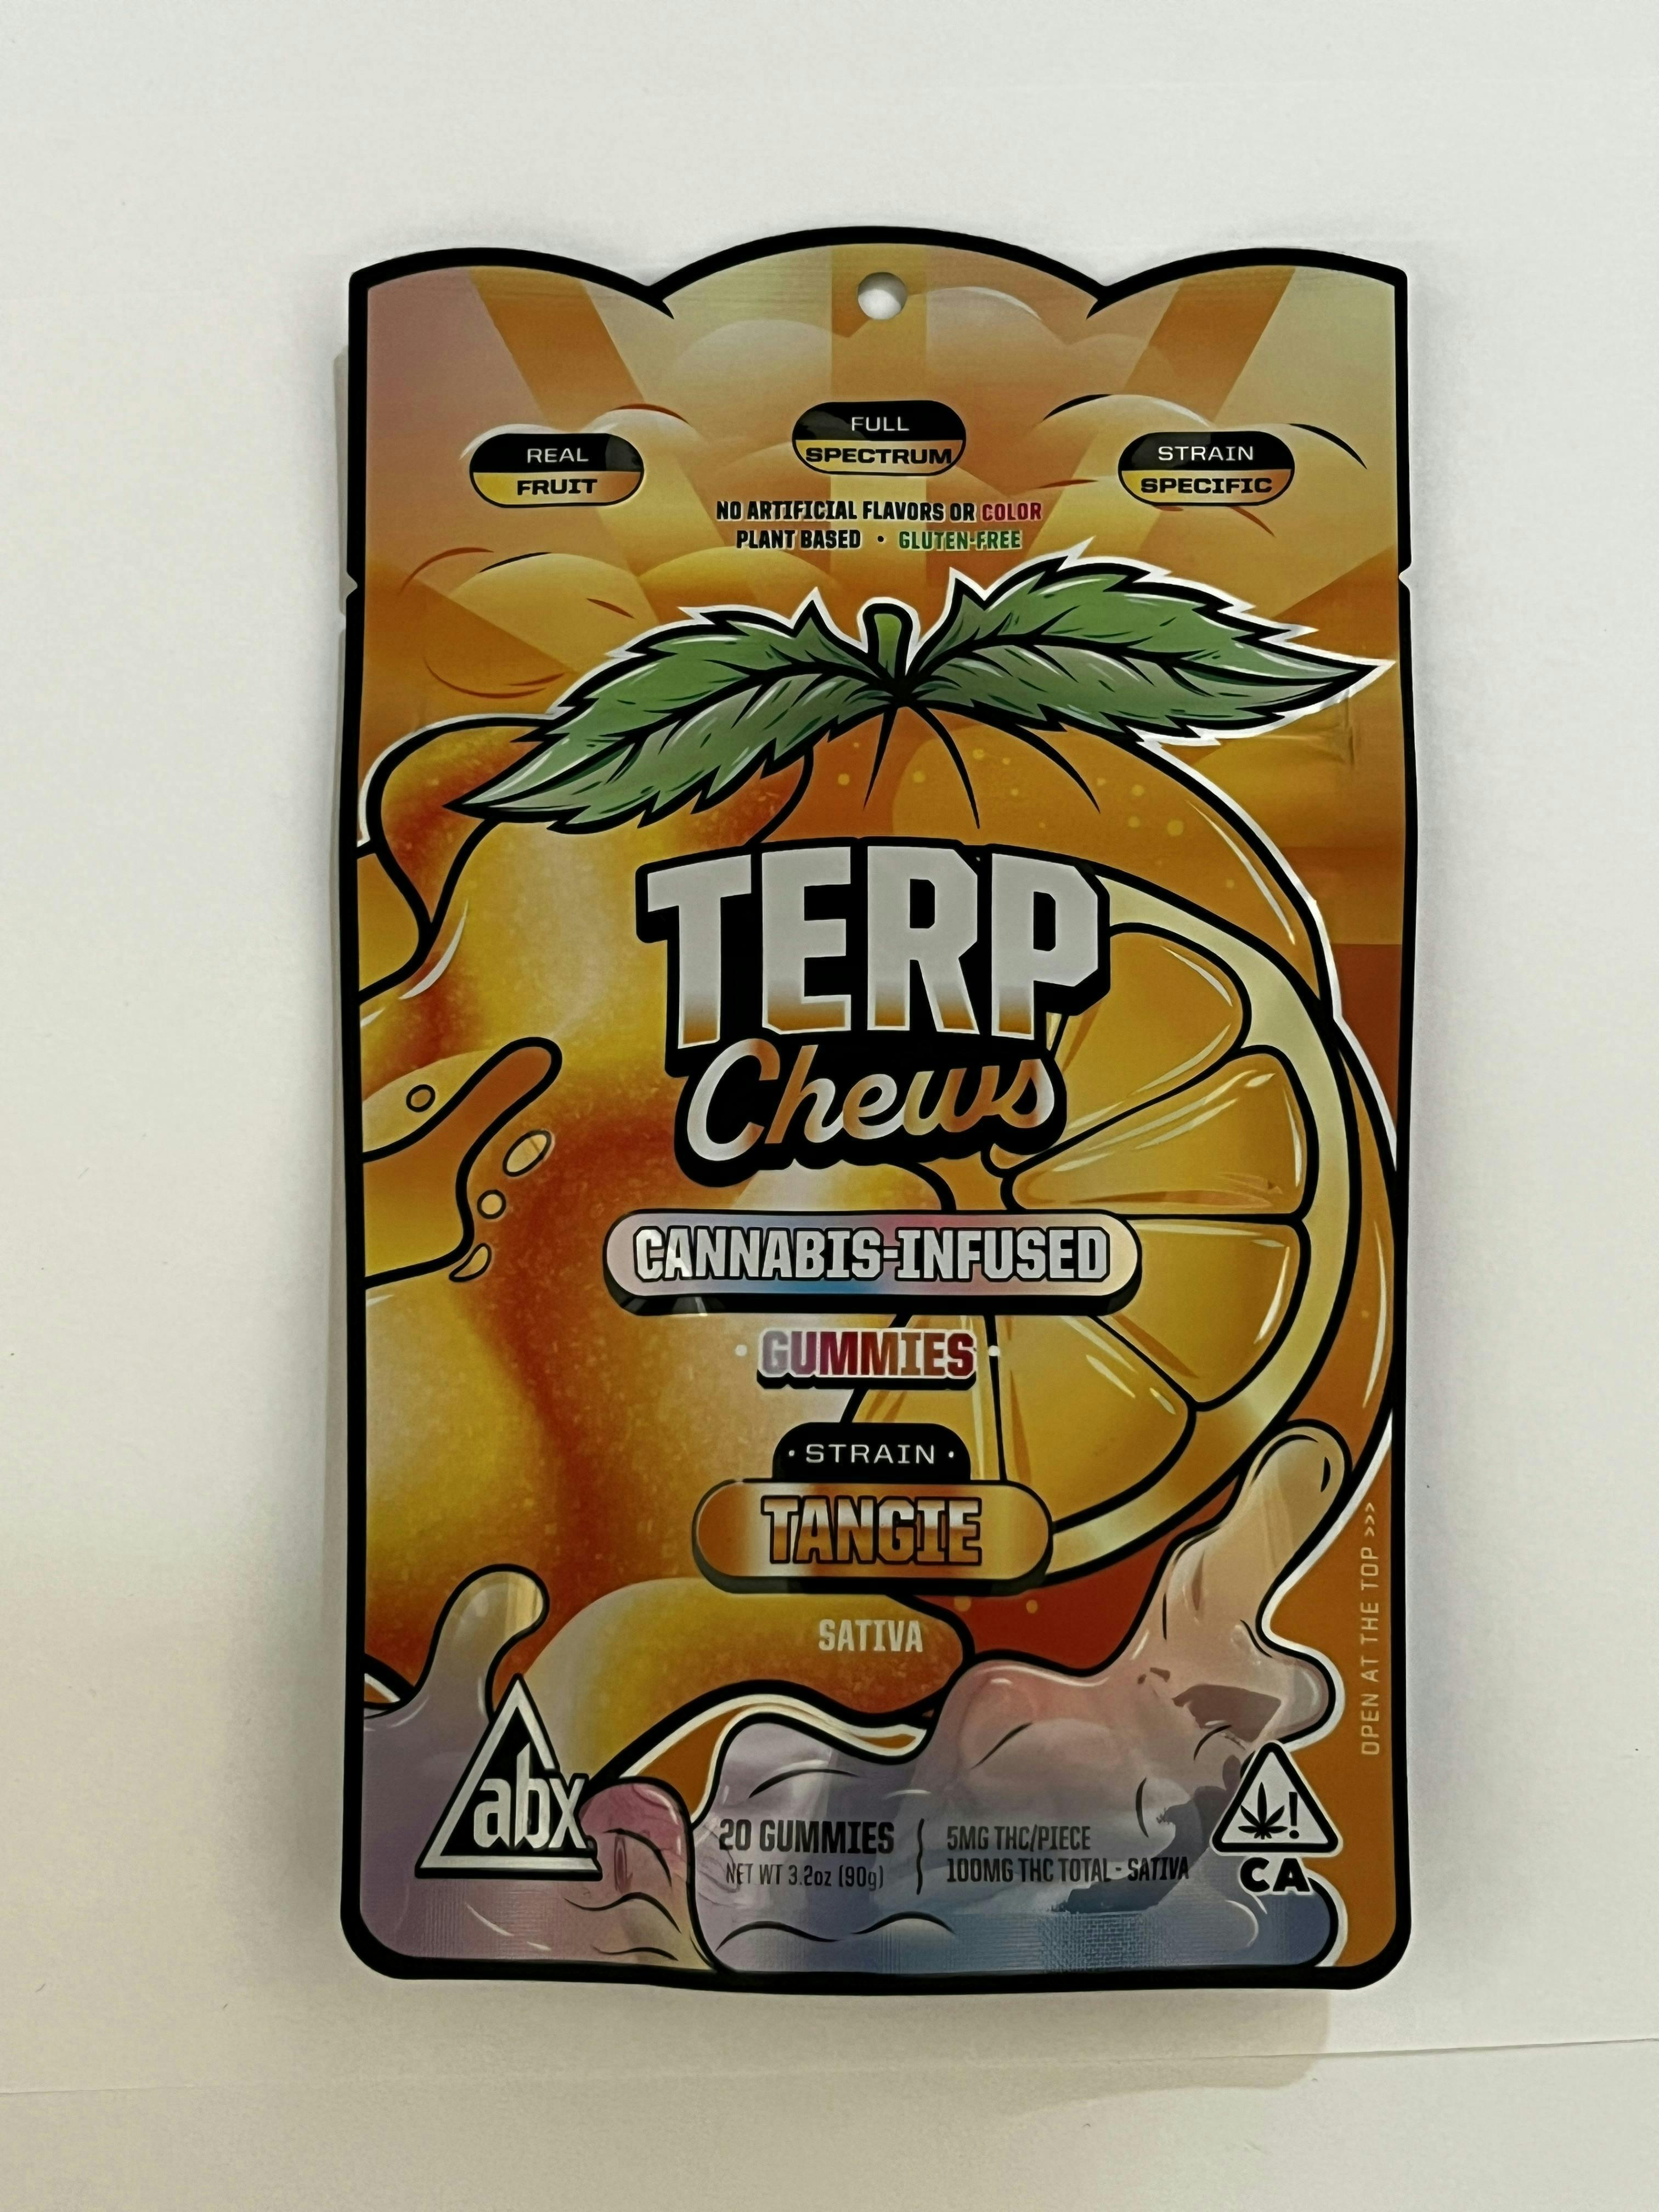 REAL
FRUIT
FULL
SPECTRUM
STRAIN
SPECIFIC
NO ARTIFICIAL FLAVORS OR COLOR
PLANT BASED • GLUTEN-FREE
TERP
Chews
CANNABIS-INFUSED
• GUMMIES •
• STRAIN •
TANGIE
SATIVA
OPEN AT THE TOP >>>
abx
20 GUMMIES
NET WT 3.2oz (90g)
5MG THC/PIECE
100MG THC TOTAL - SATIVA
!
CA